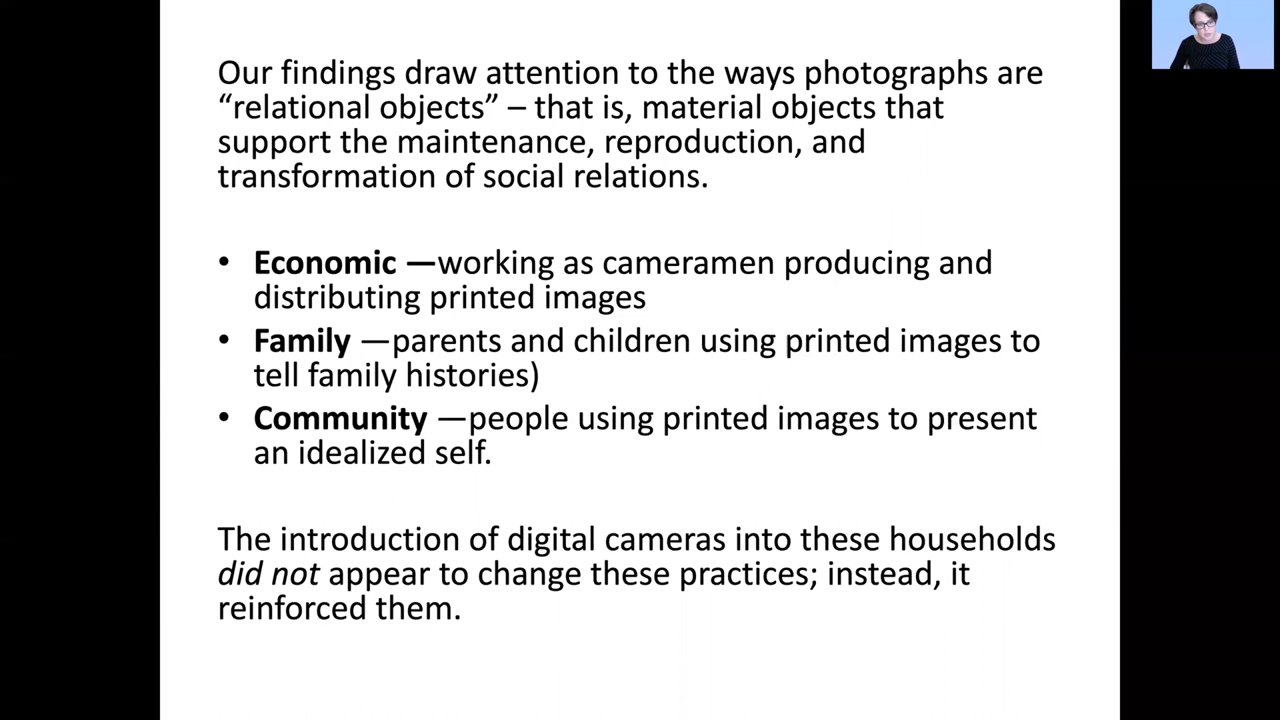 Our findings draw attention to the ways photographs are
“relational objects” – that is, material objects that
support the maintenance, reproduction, and
transformation of social relations.
• Economic —working as cameramen producing and
distributing printed images
• Family —parents and children using printed images to
tell family histories)
• Community —people using printed images to present
an idealized self.
The introduction of digital cameras into these households
did not appear to change these practices; instead, it
reinforced them.